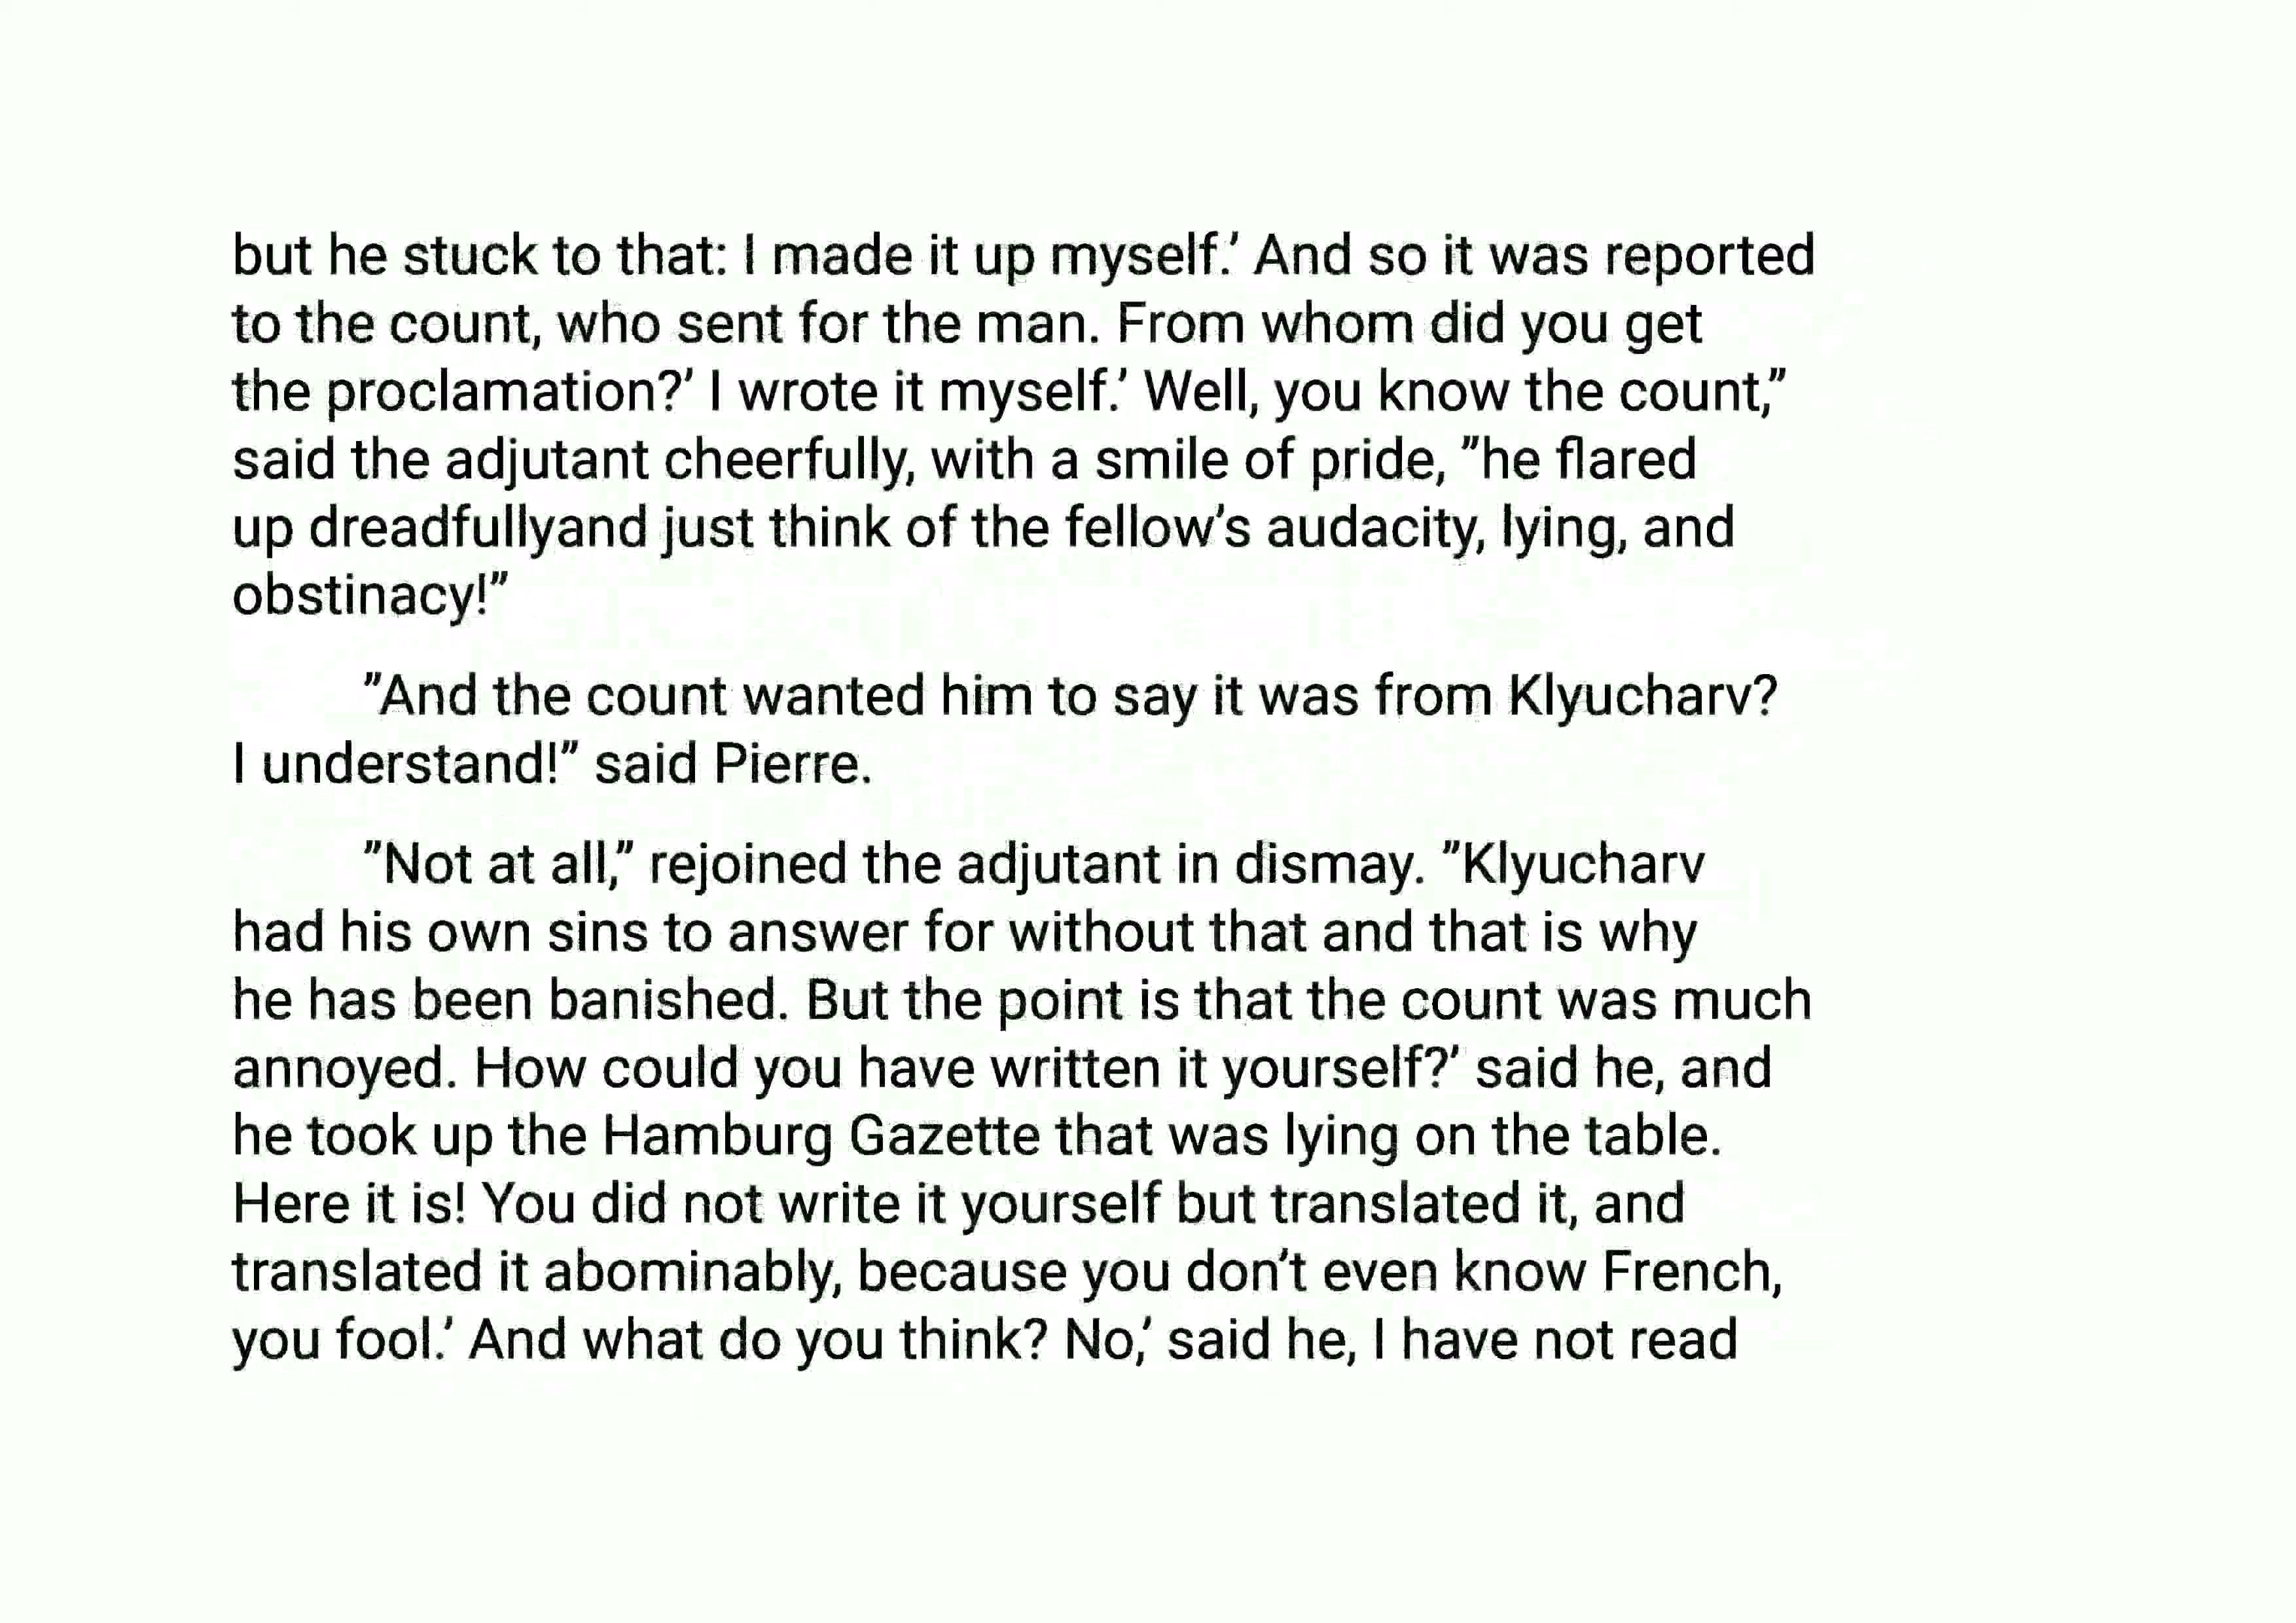 but he stuck to that: I made it up myself.’ And so it was reported
to the count, who sent for the man. From whom did you get
the proclamation?’ I wrote it myself.’ Well, you know the count,”
said the adjutant cheerfully, with a smile of pride, ”he flared
up dreadfullyand just think of the fellow’s audacity, lying, and
obstinacy!”
”And the count wanted him to say it was from Klyucharv?
I understand!” said Pierre.
”Not at all,” rejoined the adjutant in dismay. ”Klyucharv
had his own sins to answer for without that and that is why
he has been banished. But the point is that the count was much
annoyed. How could you have written it yourself?’ said he, and
he took up the Hamburg Gazette that was lying on the table.
Here it is! You did not write it yourself but translated it, and
translated it abominably, because you don’t even know French,
you fool.’ And what do you think? No,’ said he, I have not read